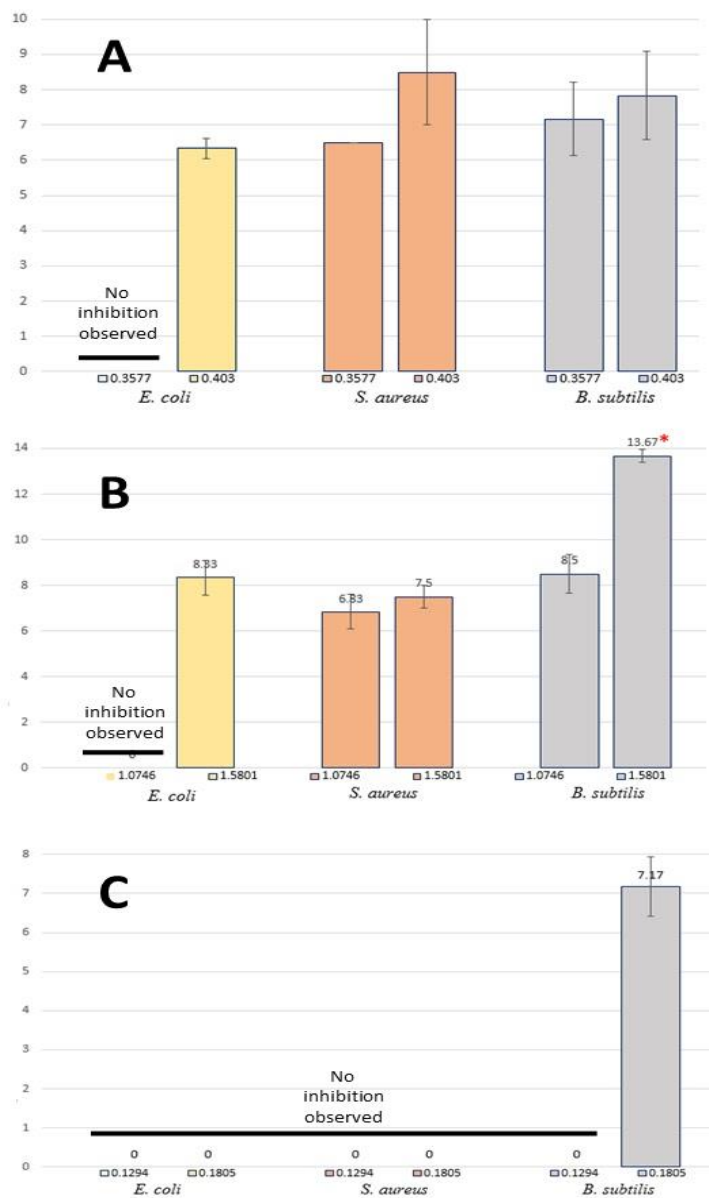 10
A
9
8
7
6
5
4
3
2
1
0
No
inhibition
observed
0.3577 0.403 0.3577 0.403 0.3577 0.403
E. coli S. aureus B. subtilis
14
B
12
10
8
6
4
2
0
13.67*
8.33
6.83
7.5
8.5
No
inhibition
observed
0
1.0746 1.5801 1.0746 1.5801 1.0746 1.5801
E. coli S. aureus B. subtilis
8
C
7
6
5
4
3
2
1
0
7.17
No
inhibition
observed
0 0 0 0 0
0.1294 0.1805 0.1294 0.1805 0.1294 0.1805
E. coli S. aureus B. subtilis